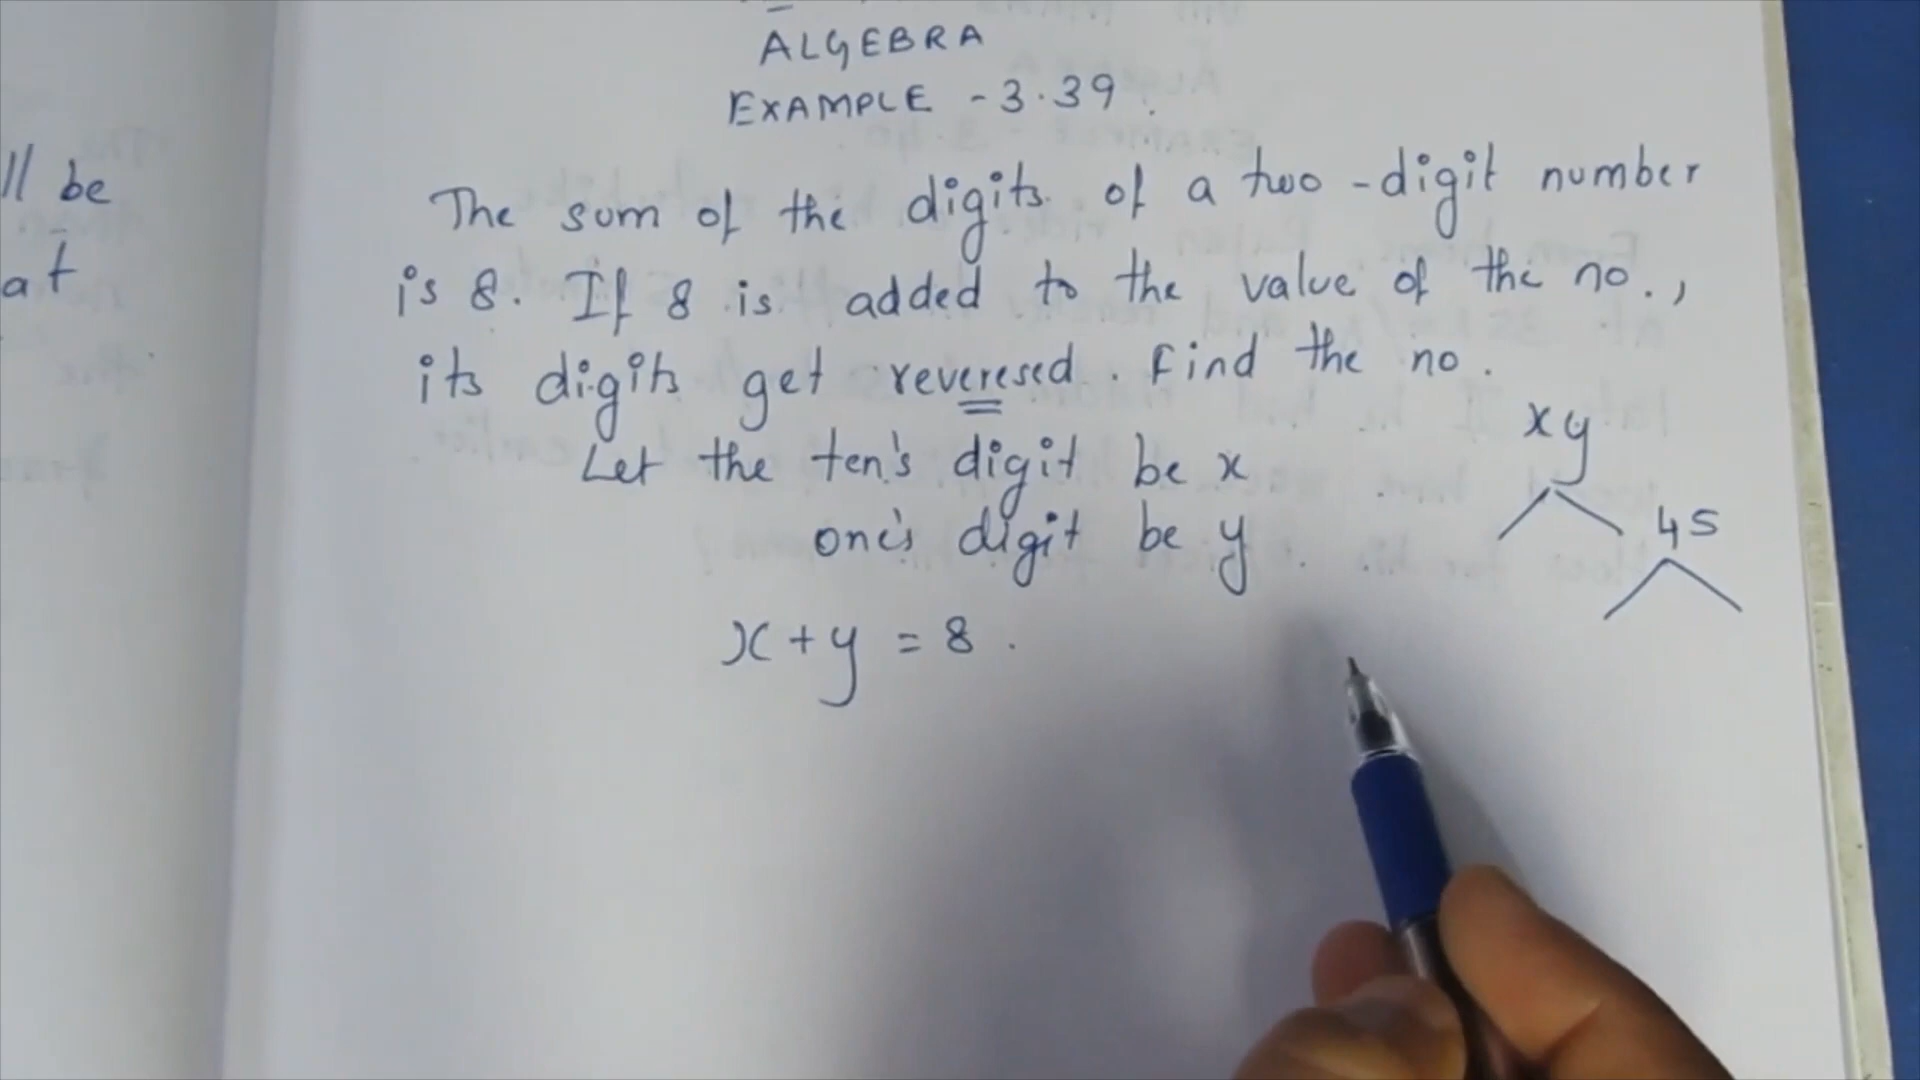 ll be
at
ALGEBRA
EXAMPLE - 3.39.
The sum of the digits of a two-digit number
is 8. If 8 is added to the value of the no.,
its digits get reveresed. Find the no.
Let the ten's digit be x
one's digit be y
xy
45
x + y = 8.